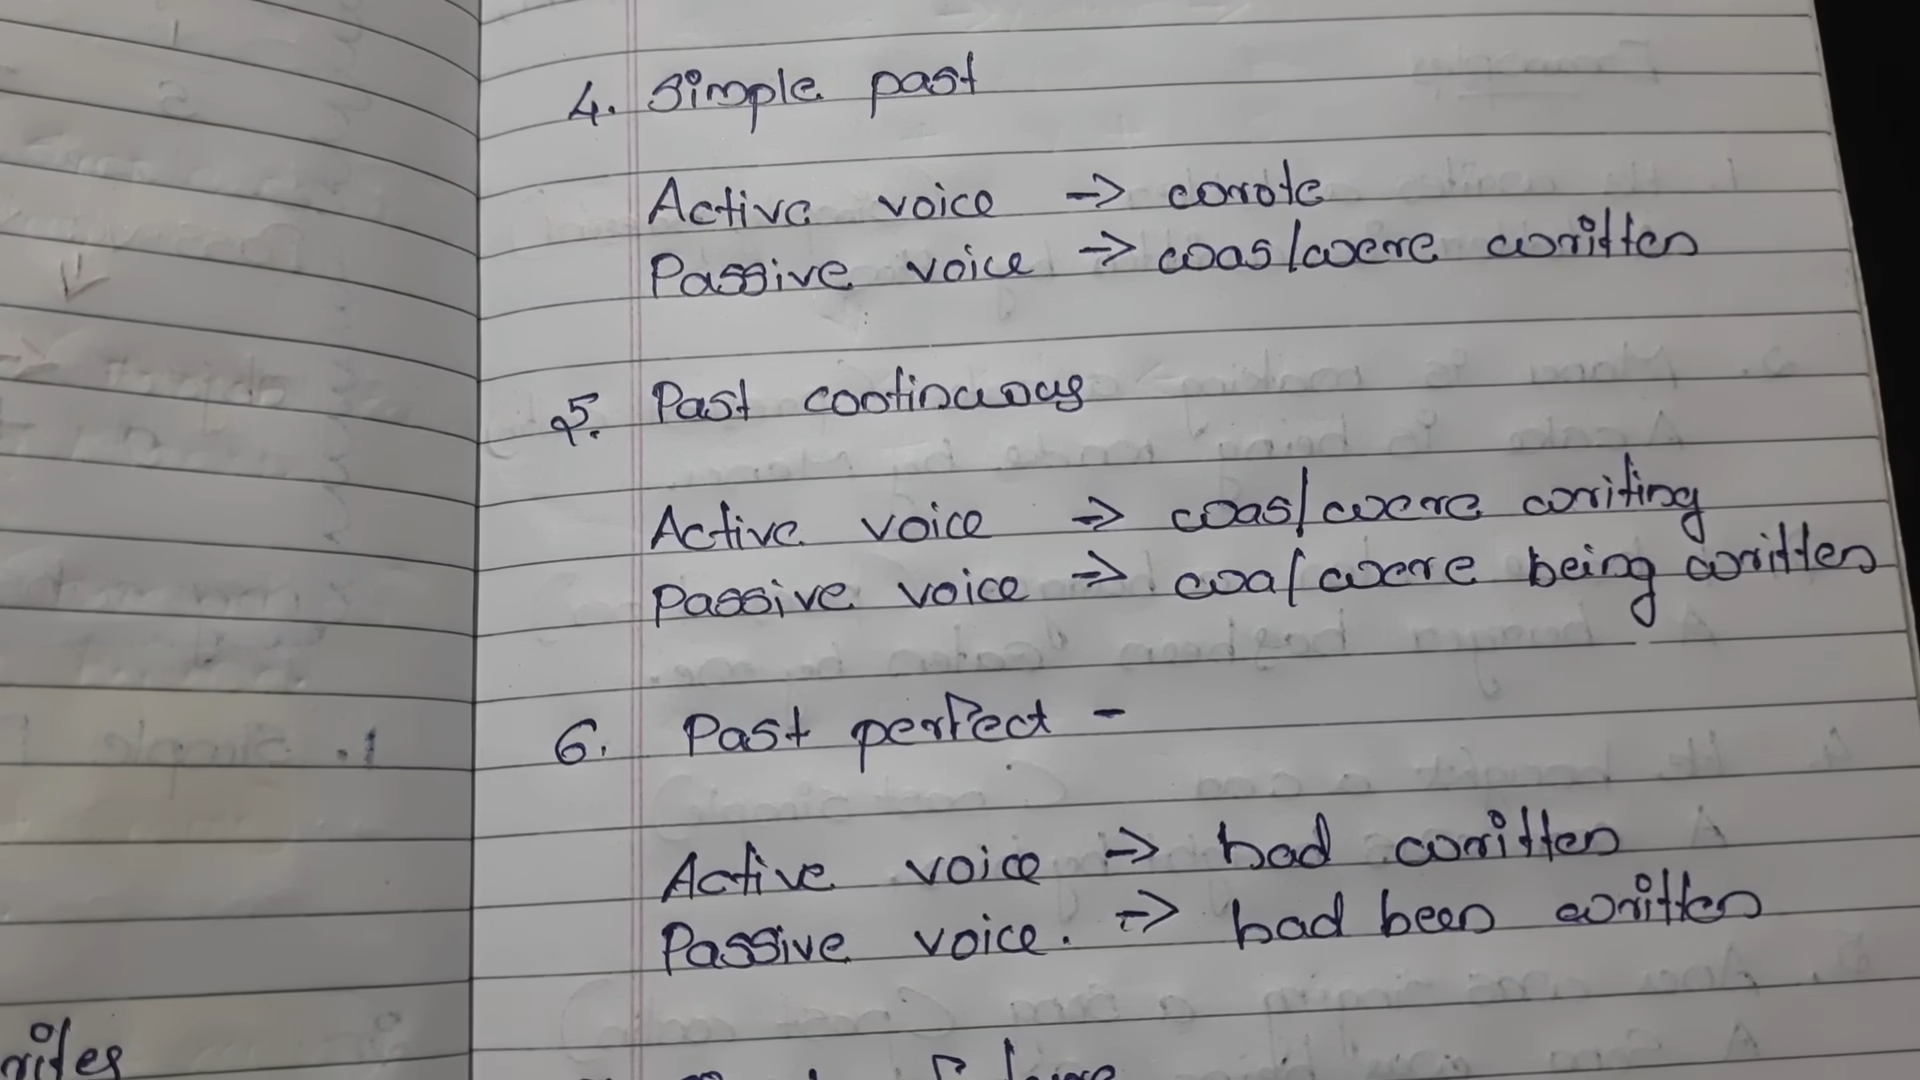 4. Simple past
Active voice → wrote
Passive voice → was/were written
5. Past continuous
Active voice → was/were writing
Passive voice → wa/were being written
6. Past perfect -
Active voice → had written
Passive voice. → had been written